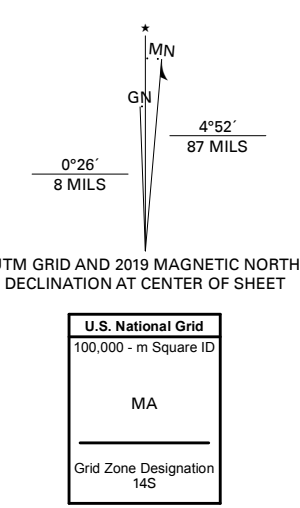 ★
MN
GN
4°52´
87 MILS
0°26´
8 MILS
UTM GRID AND 2019 MAGNETIC NORTH
DECLINATION AT CENTER OF SHEET
U.S. National Grid
100,000 - m Square ID
MA
Grid Zone Designation
14S